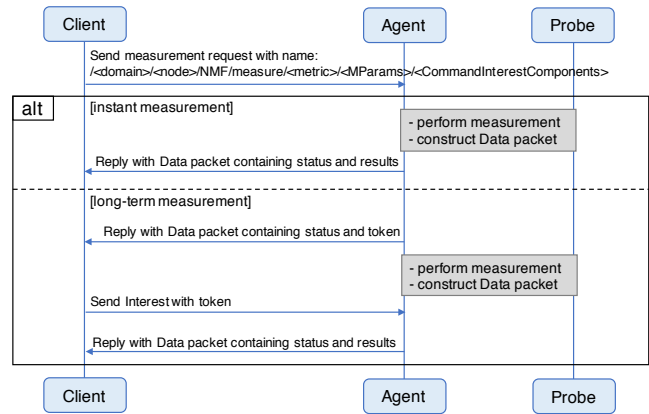 Client
Agent
Probe
Send measurement request with name:
/<domain>/<node>/NMF/measure/<metric>/<MParams>/<CommandInterestComponents>
alt
[instant measurement]
- perform measurement
- construct Data packet
Reply with Data packet containing status and results
[long-term measurement]
Reply with Data packet containing status and token
- perform measurement
- construct Data packet
Send Interest with token
Reply with Data packet containing status and results
Client
Agent
Probe